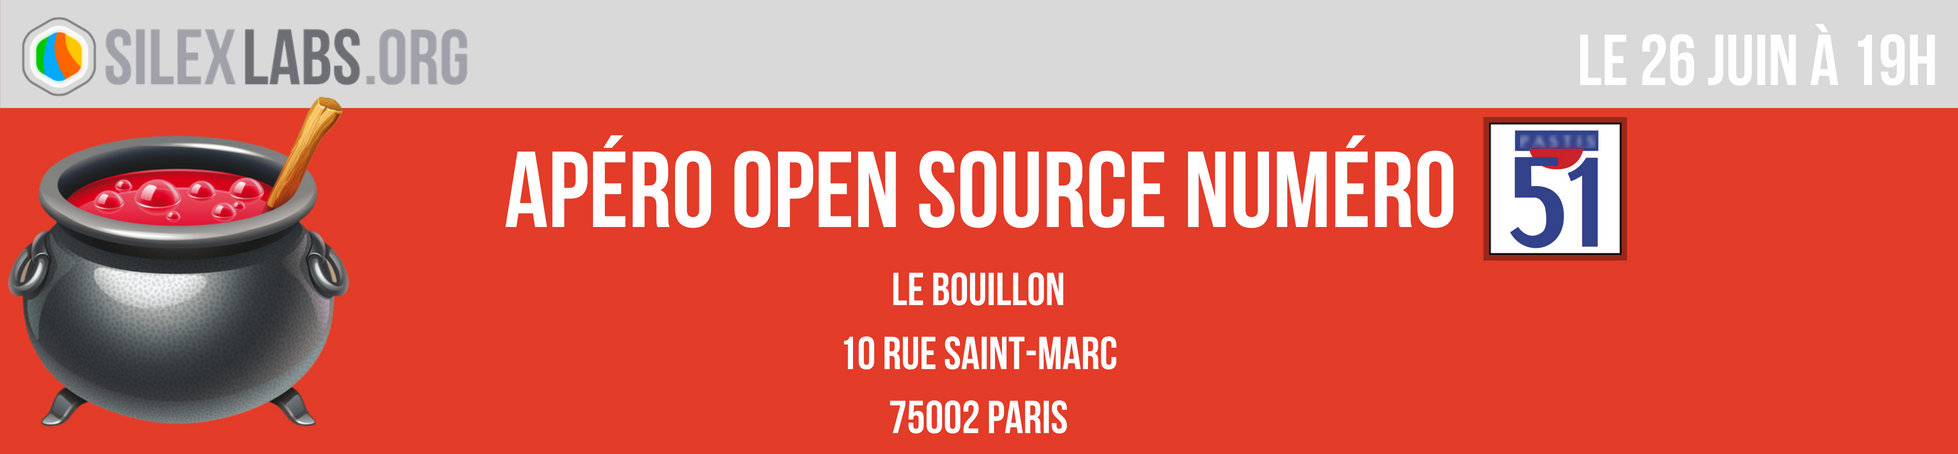 SILEXLABS.ORG
LE 26 JUIN À 19H
APÉRO OPEN SOURCE NUMÉRO
PASTIS
51
LE BOUILLON
10 RUE SAINT-MARC
75002 PARIS